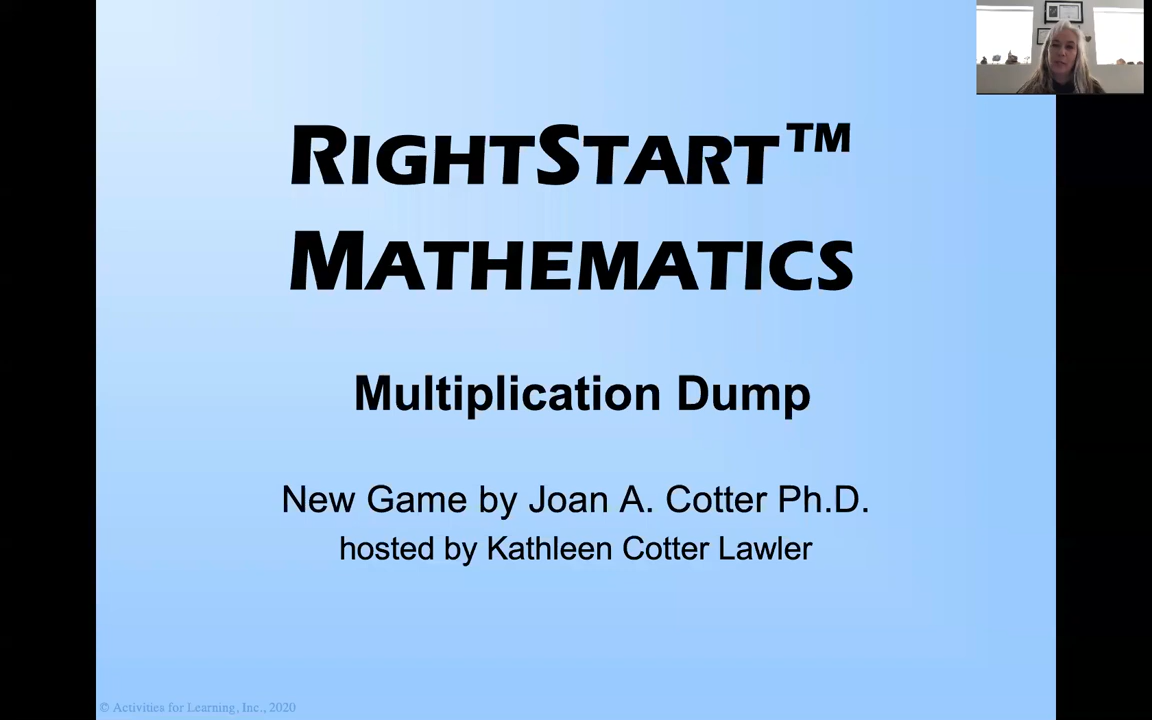 RIGHTSTART™
MATHEMATICS
Multiplication Dump
New Game by Joan A. Cotter Ph.D.
hosted by Kathleen Cotter Lawler
© Activities for Learning, Inc., 2020